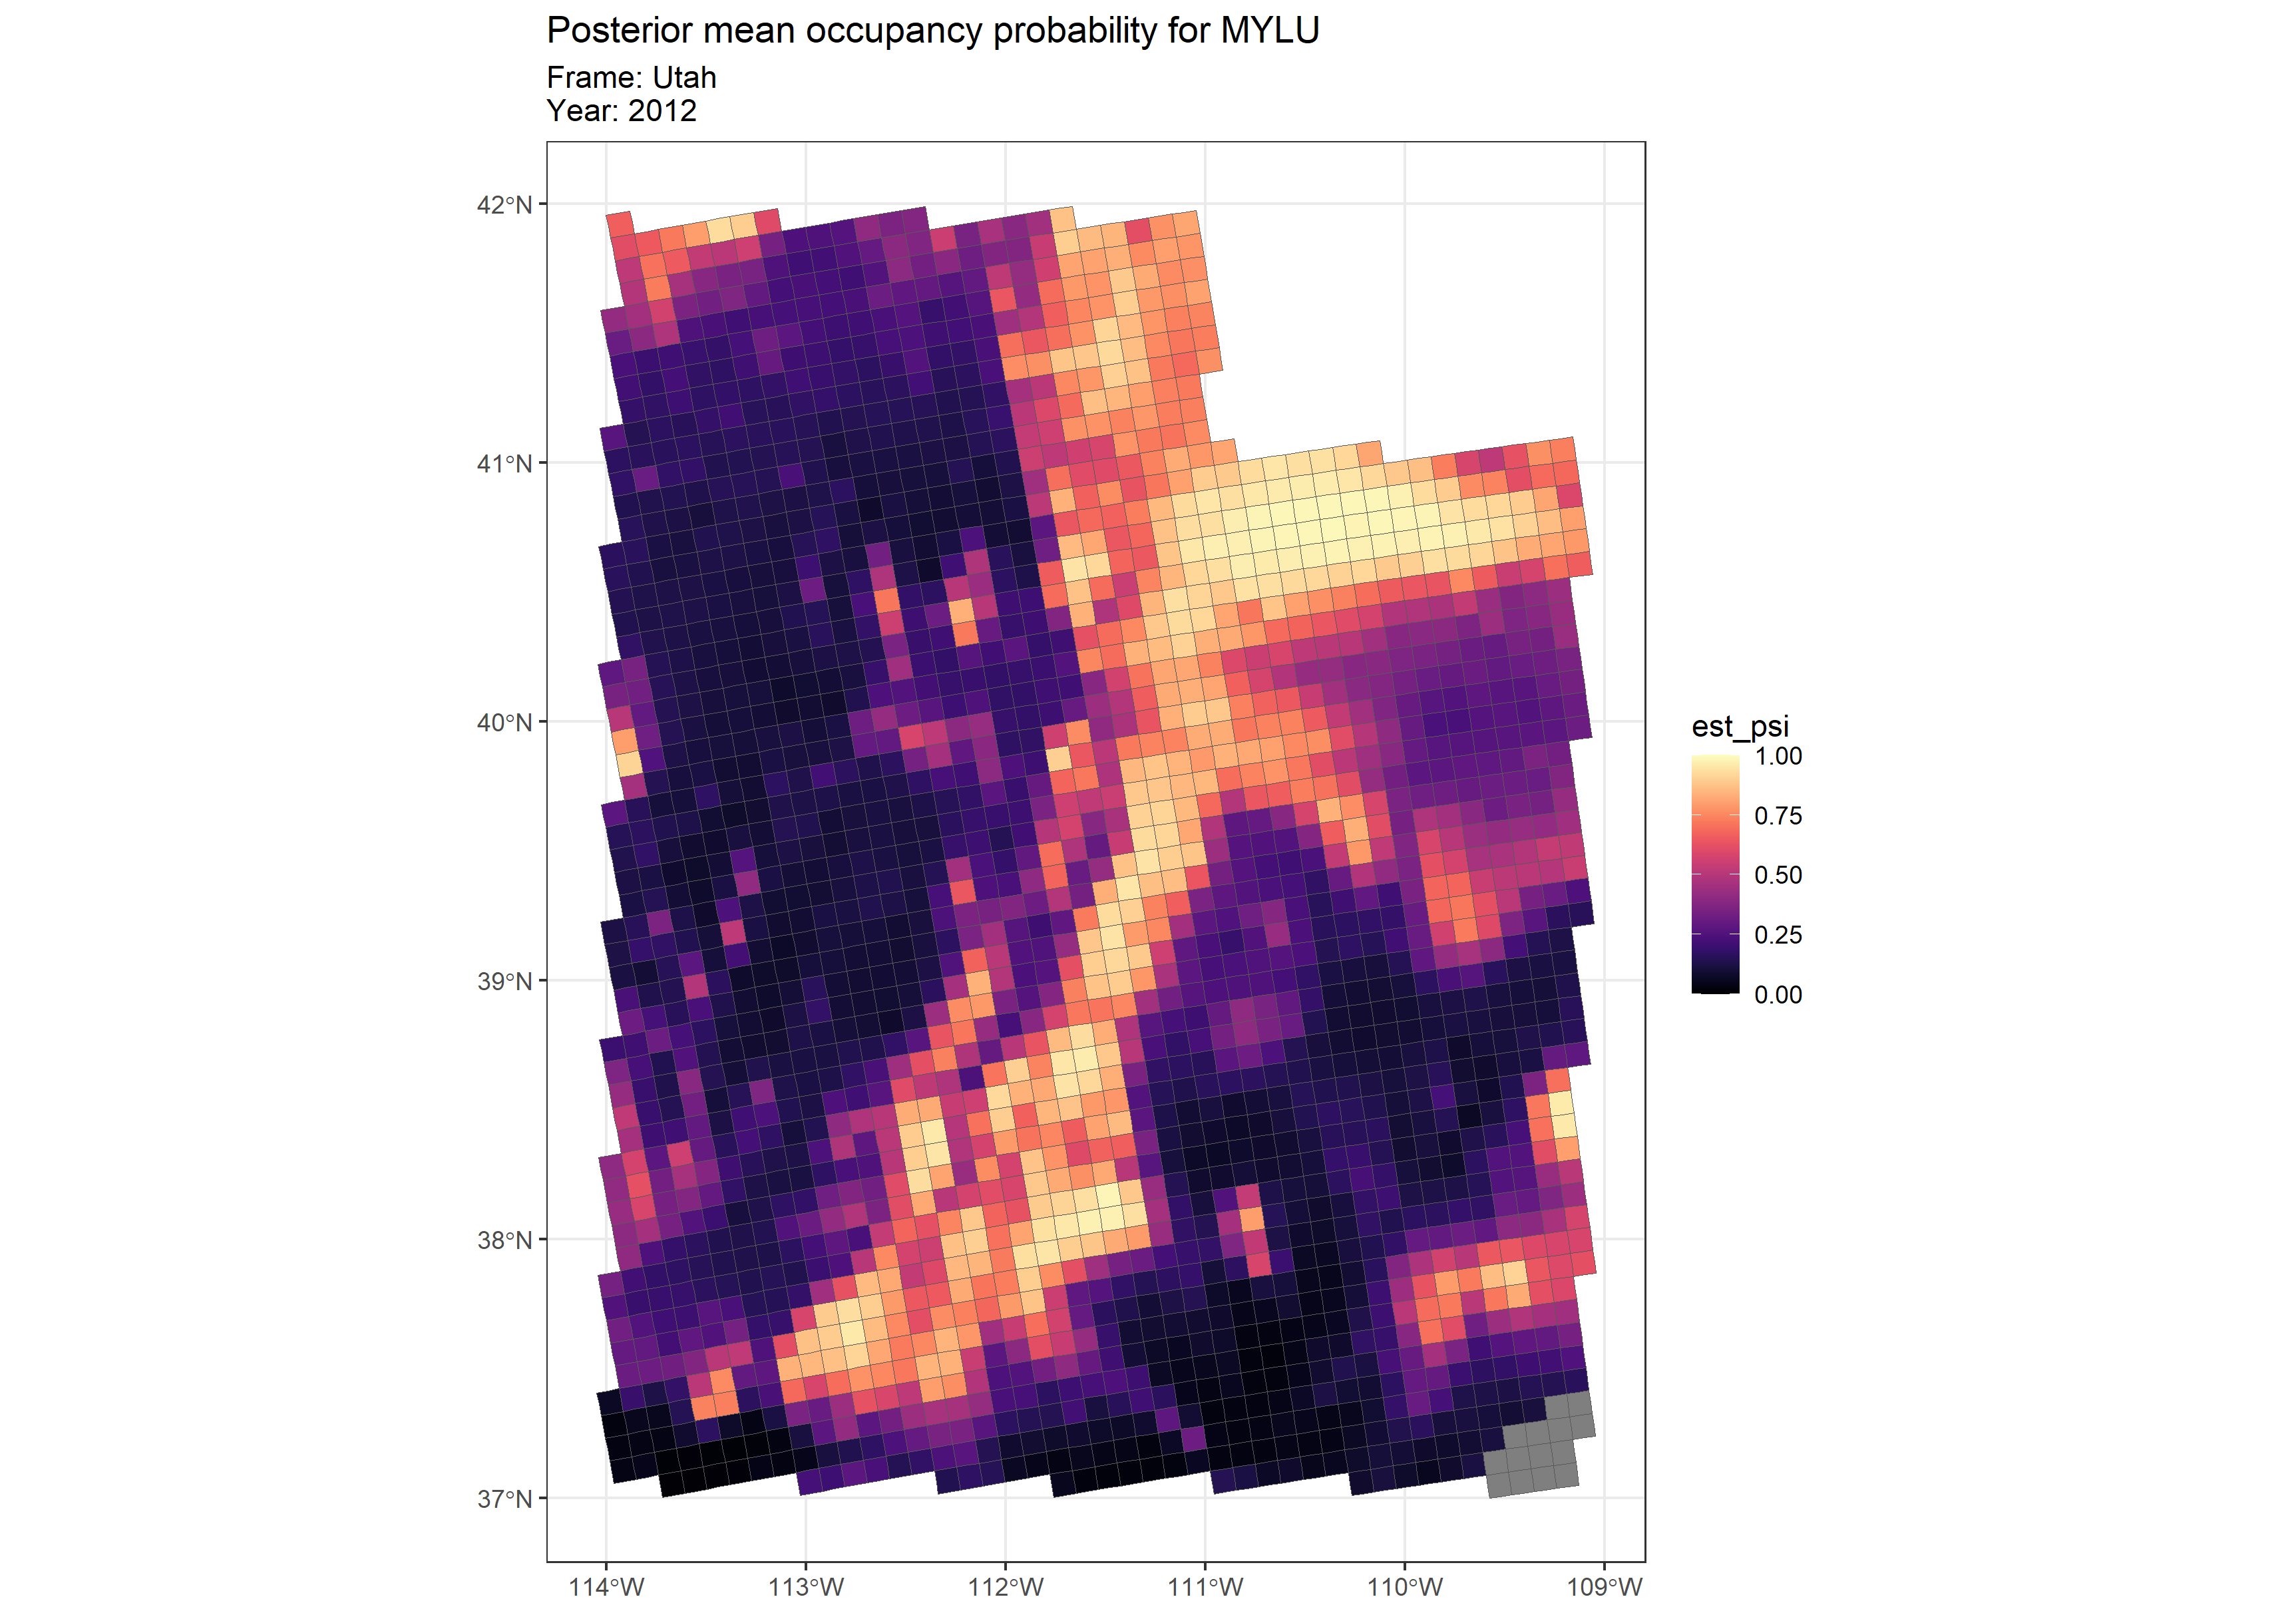 Posterior mean occupancy probability for MYLU
Frame: Utah
Year: 2012
42°N
41°N
40°N
39°N
38°N
37°N
114°W 113°W 112°W 111°W 110°W 109°W
est_psi
1.00
0.75
0.50
0.25
0.00